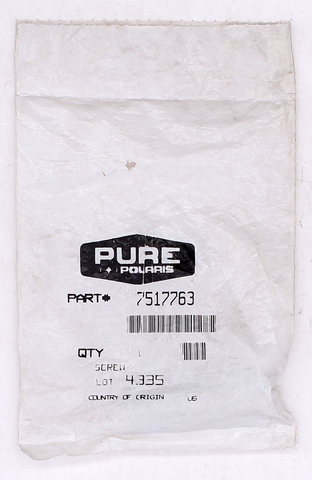 PURE
POLARIS
PART# 7517763
QTY 1
SCREW
LOT 4.335
COUNTRY OF ORIGIN US